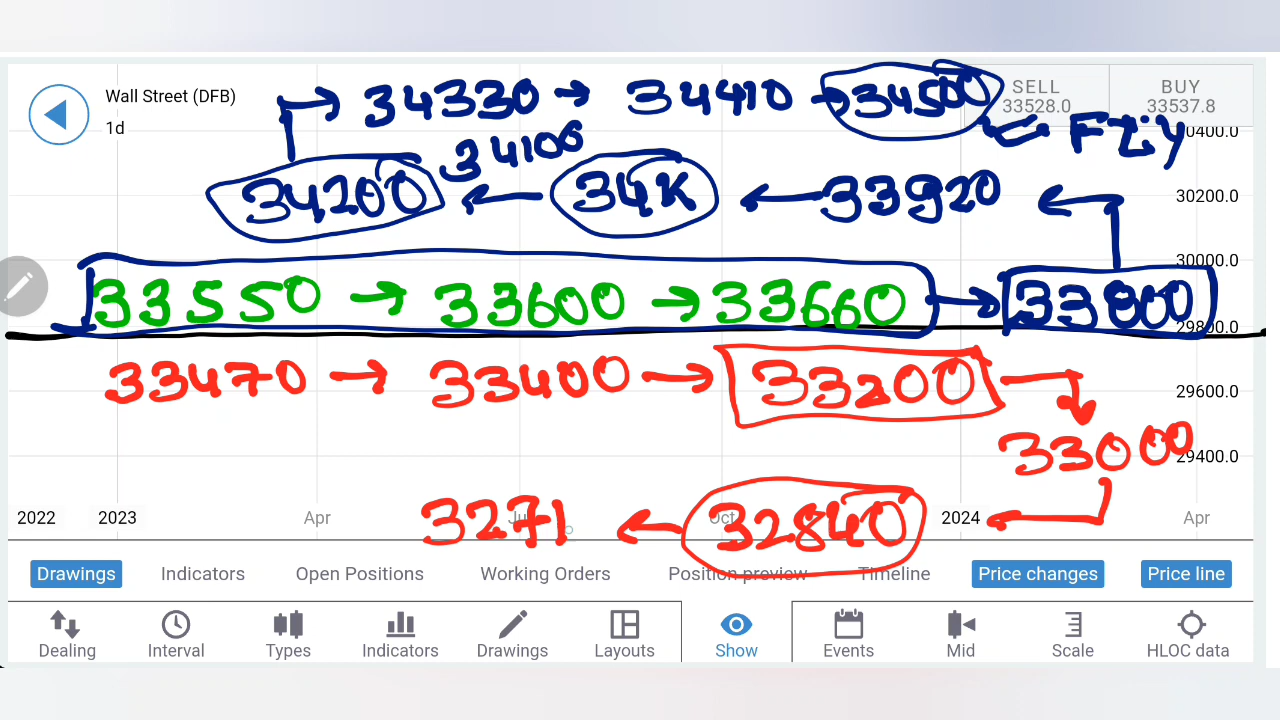 Wall Street (DFB)
1d
34330 → 34410 → 34500
SELL
33528.0
BUY
33537.8
30400.0
34200 ← 34K ← 33920 ←
34100
30200.0
30000.0
33550 → 33600 → 33660 → 33800
29800.0
33470 → 33400 → 33200
29600.0
33000
29400.0
3271 ← 32840 ←
2022 2023 Apr Jul Oct 2024 Apr
Drawings Indicators Open Positions Working Orders Position preview Timeline Price changes Price line
Dealing Interval Types Indicators Drawings Layouts Show Events Mid Scale HLOC data